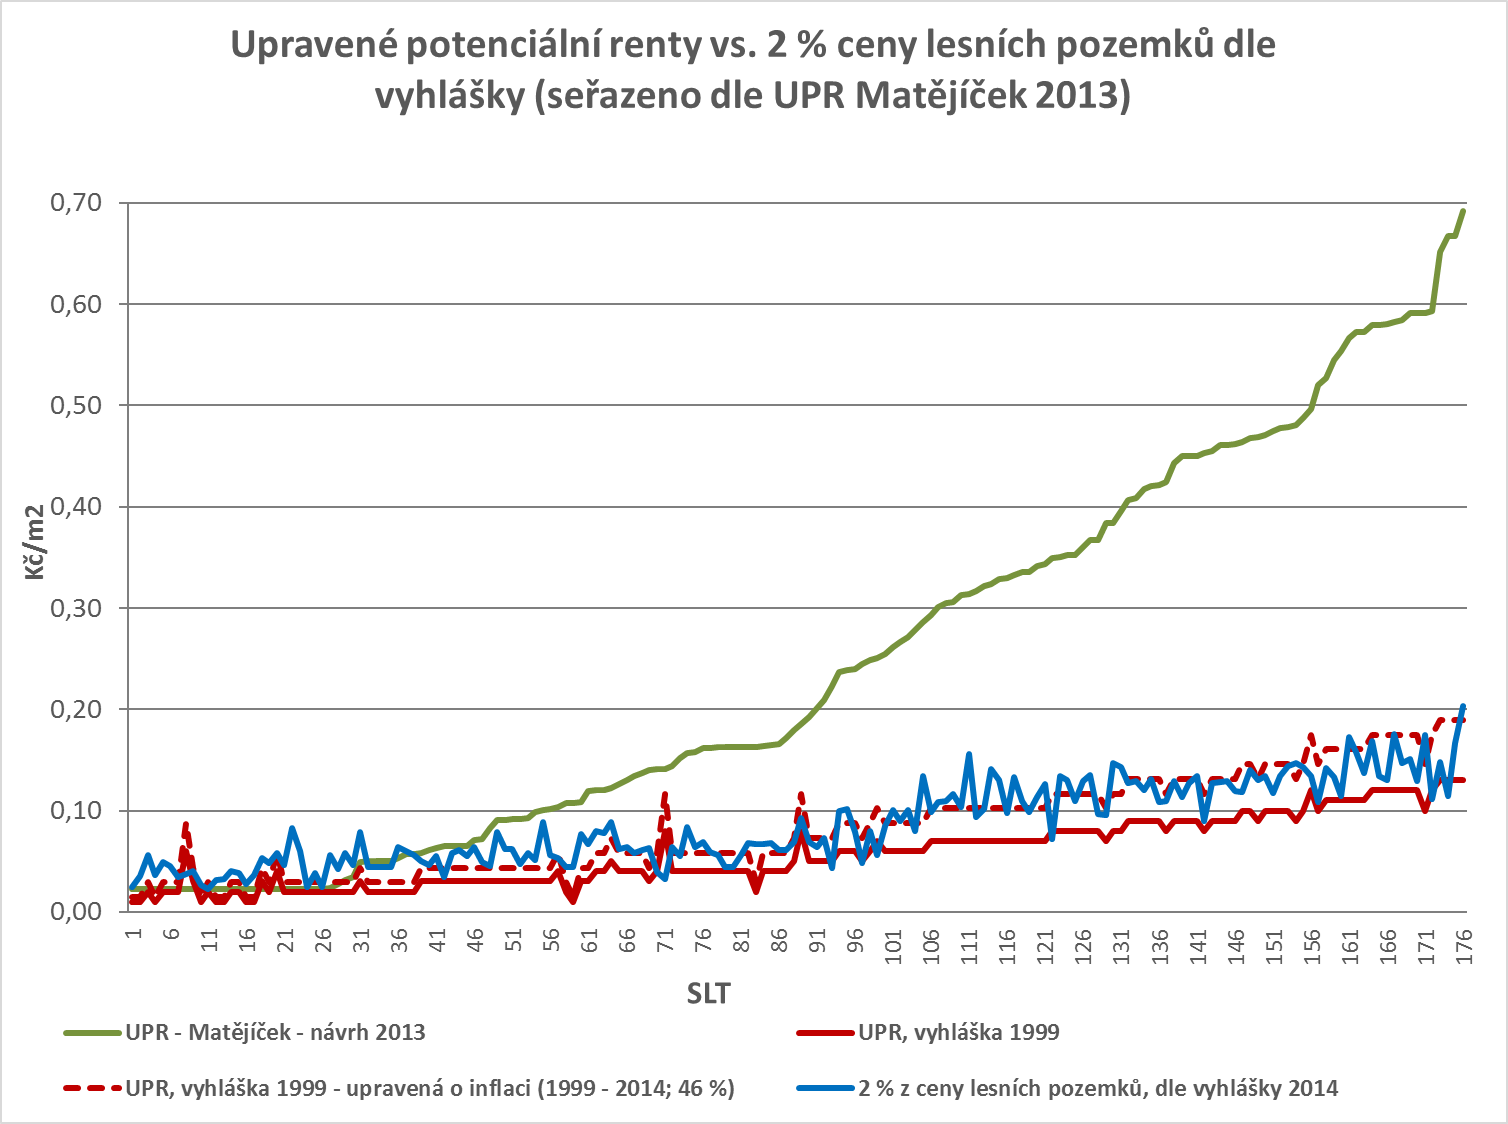 Upravené potenciální renty vs. 2 % ceny lesních pozemků dle
vyhlášky (seřazeno dle UPR Matějíček 2013)
0,70
0,60
0,50
0,40
0,30
0,20
0,10
0,00
Kč/m2
1 6 11 16 21 26 31 36 41 46 51 56 61 66 71 76 81 86 91 96 101 106 111 116 121 126 131 136 141 146 151 156 161 166 171 176
SLT
UPR - Matějíček - návrh 2013
UPR, vyhláška 1999
UPR, vyhláška 1999 - upravená o inflaci (1999 - 2014; 46 %)
2 % z ceny lesních pozemků, dle vyhlášky 2014